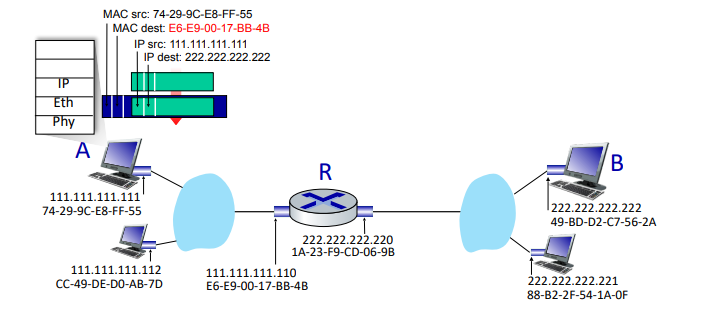 MAC src: 74-29-9C-E8-FF-55
MAC dest: E6-E9-00-17-BB-4B
IP src: 111.111.111.111
IP dest: 222.222.222.222
IP
Eth
Phy
A
111.111.111.111
74-29-9C-E8-FF-55
111.111.111.112
CC-49-DE-D0-AB-7D
R
222.222.222.220
1A-23-F9-CD-06-9B
111.111.111.110
E6-E9-00-17-BB-4B
B
222.222.222.222
49-BD-D2-C7-56-2A
222.222.222.221
88-B2-2F-54-1A-0F